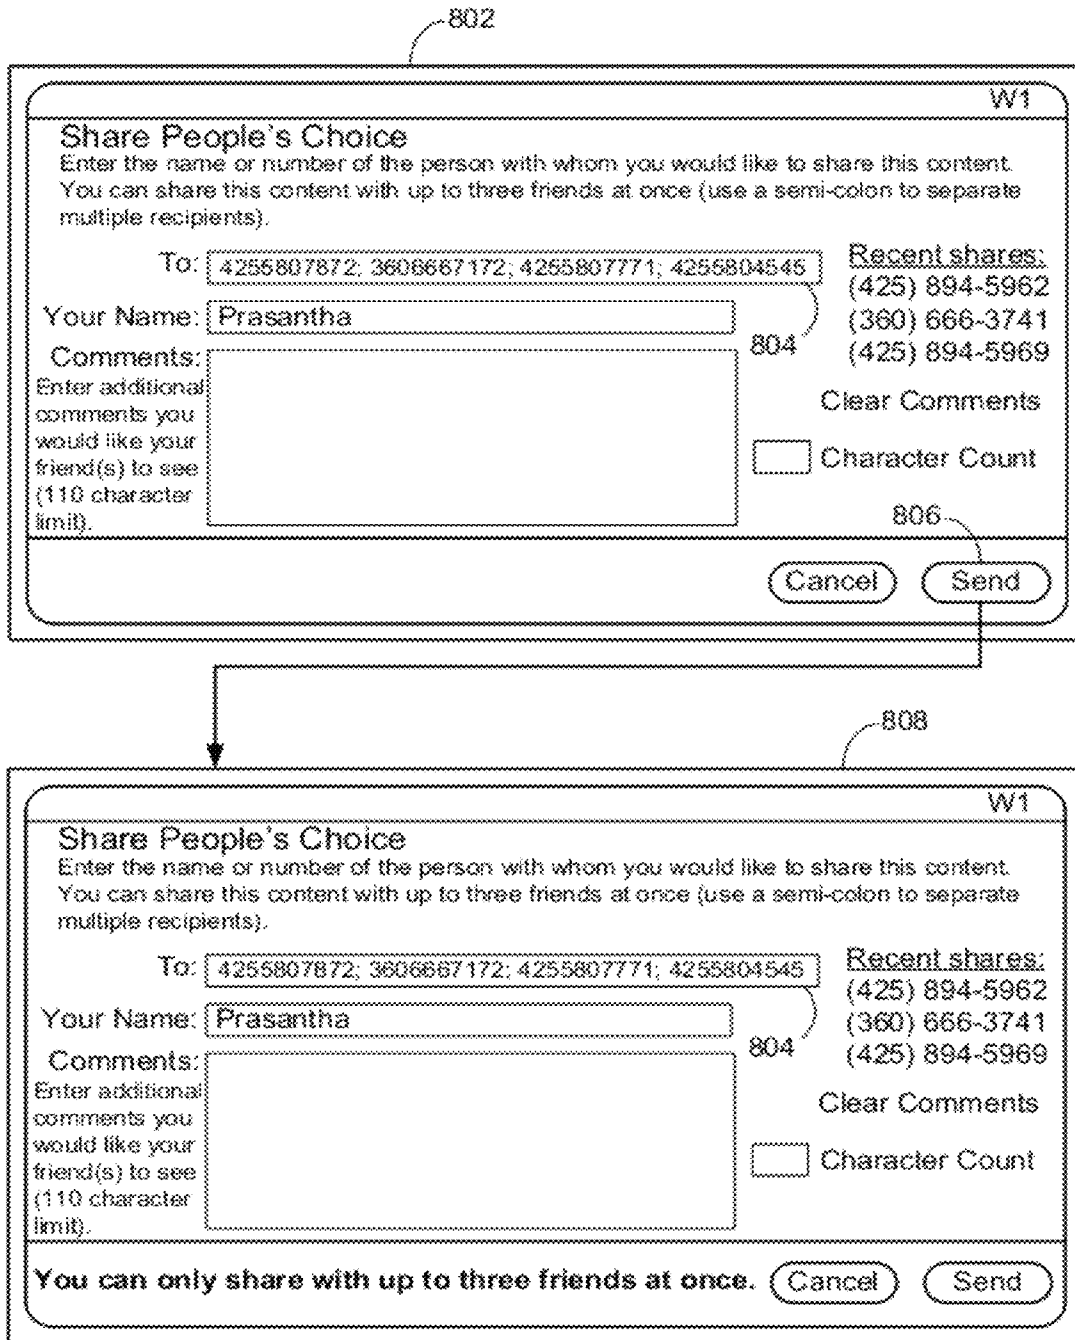 802
W1
Share People's Choice
Enter the name or number of the person with whom you would like to share this content.
You can share this content with up to three friends at once (use a semi-colon to separate
multiple recipients).
To: 4255807872; 3606667172; 4255807771; 4255804545
Recent shares:
(425) 894-5962
Your Name: Prasantha
(360) 666-3741
804
(425) 894-5969
Comments:
Enter additional
comments you
would like your
friend(s) to see
(110 character
limit).
Clear Comments
Character Count
806
Cancel
Send
808
W1
Share People's Choice
Enter the name or number of the person with whom you would like to share this content.
You can share this content with up to three friends at once (use a semi-colon to separate
multiple recipients).
To: 4255807872; 3606667172; 4255807771; 4255804545
Recent shares:
(425) 894-5962
Your Name: Prasantha
(360) 666-3741
804
(425) 894-5969
Comments:
Enter additional
comments you
would like your
friend(s) to see
(110 character
limit).
Clear Comments
Character Count
You can only share with up to three friends at once.
Cancel
Send